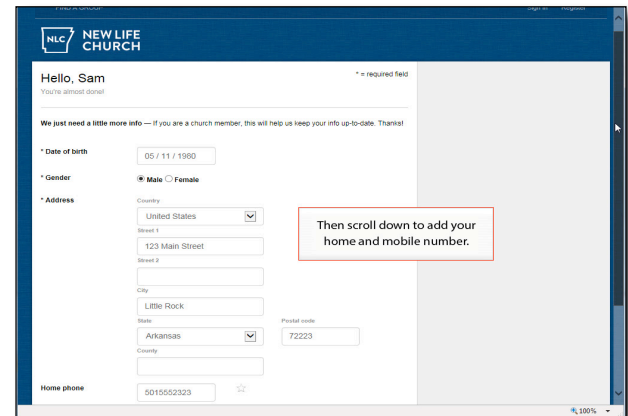 FIND A GROUP
Sign In Register
NLC NEW LIFE
CHURCH
Hello, Sam
* = required field
You're almost done!
We just need a little more info — If you are a church member, this will help us keep your info up-to-date. Thanks!
* Date of birth
05 / 11 / 1980
* Gender
Male Female
* Address
Country
United States
Street 1
123 Main Street
Street 2
City
Little Rock
State
Postal code
Arkansas
72223
County
Home phone
5015552323
Then scroll down to add your
home and mobile number.
100%